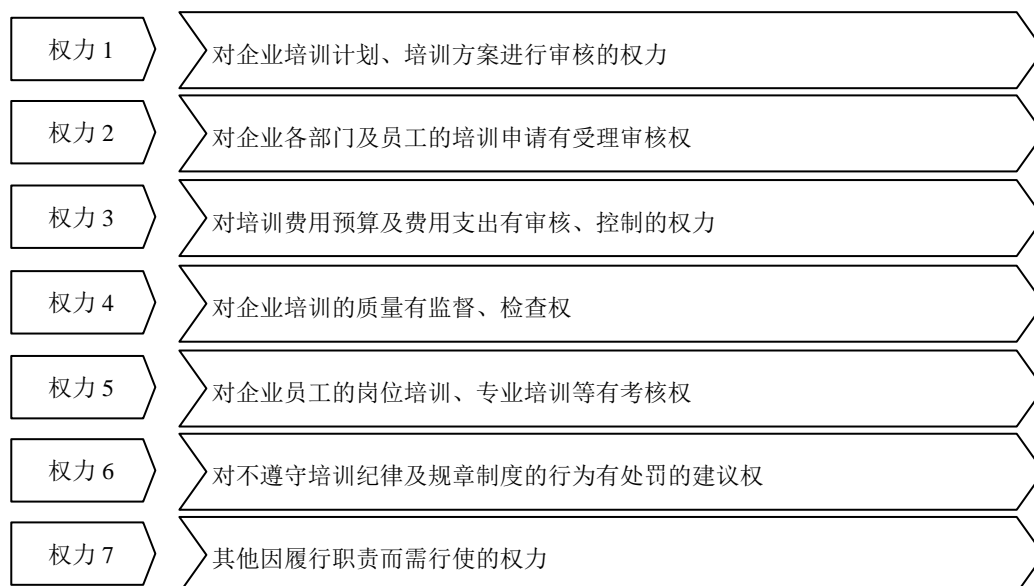 权力 1 对企业培训计划、培训方案进行审核的权力
权力 2 对企业各部门及员工的培训申请有受理审核权
权力 3 对培训费用预算及费用支出有审核、控制的权力
权力 4 对企业培训的质量有监督、检查权
权力 5 对企业员工的岗位培训、专业培训等有考核权
权力 6 对不遵守培训纪律及规章制度的行为有处罚的建议权
权力 7 其他因履行职责而需行使的权力